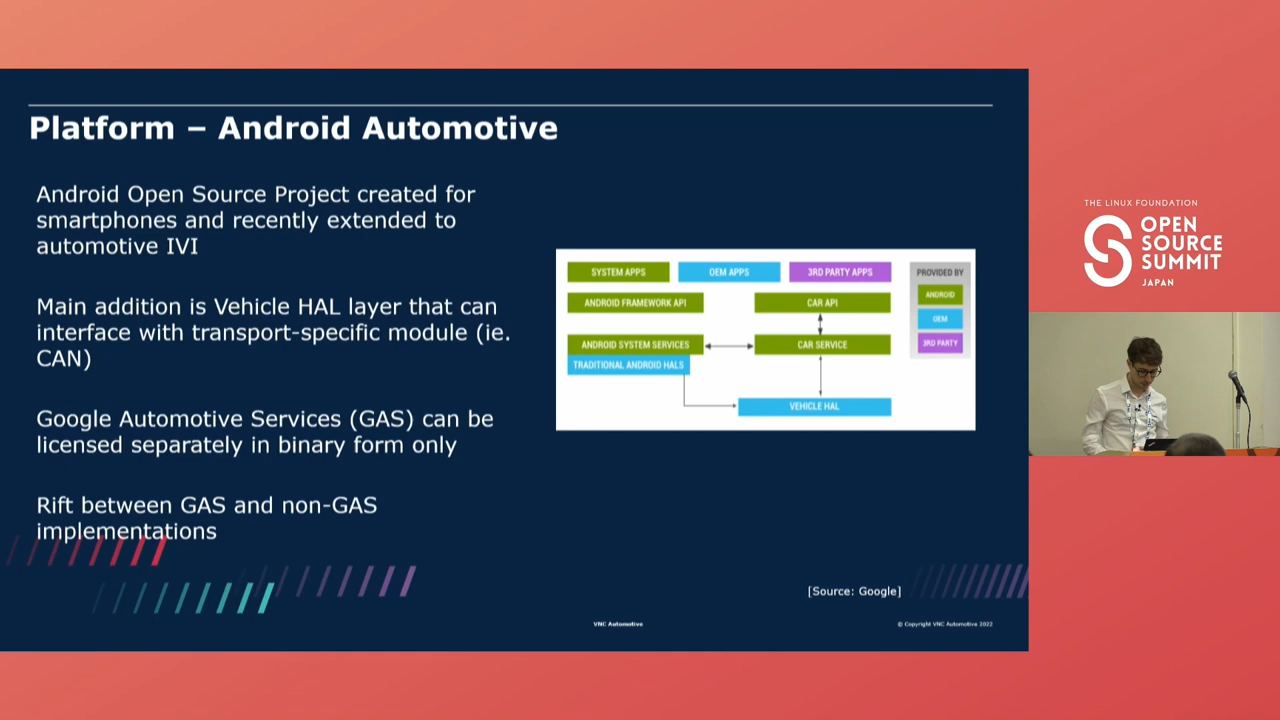 Platform – Android Automotive
Android Open Source Project created for
smartphones and recently extended to
automotive IVI
Main addition is Vehicle HAL layer that can
interface with transport-specific module (ie.
CAN)
Google Automotive Services (GAS) can be
licensed separately in binary form only
Rift between GAS and non-GAS
implementations
SYSTEM APPS
OEM APPS
3RD PARTY APPS
PROVIDED BY
ANDROID
OEM
3RD PARTY
ANDROID FRAMEWORK API
CAR API
ANDROID SYSTEM SERVICES
CAR SERVICE
TRADITIONAL ANDROID HALS
VEHICLE HAL
[Source: Google]
VNC Automotive
© Copyright VNC Automotive 2022
THE LINUX FOUNDATION
OPEN
SOURCE
SUMMIT
JAPAN